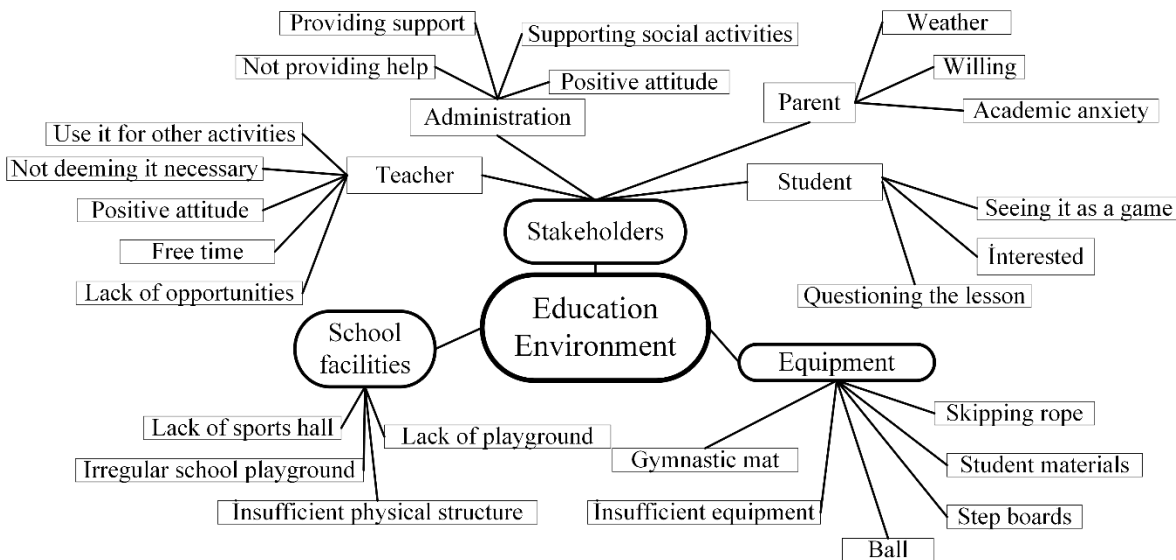 Providing support
Supporting social activities
Weather
Not providing help
Positive attitude
Willing
Administration
Parent
Academic anxiety
Use it for other activities
Not deeming it necessary
Teacher
Student
Positive attitude
Seeing it as a game
Stakeholders
Free time
İnterested
Lack of opportunities
Questioning the lesson
Education
Environment
School
facilities
Equipment
Lack of sports hall
Lack of playground
Skipping rope
Irregular school playground
Gymnastic mat
Student materials
İnsufficient physical structure
İnsufficient equipment
Step boards
Ball